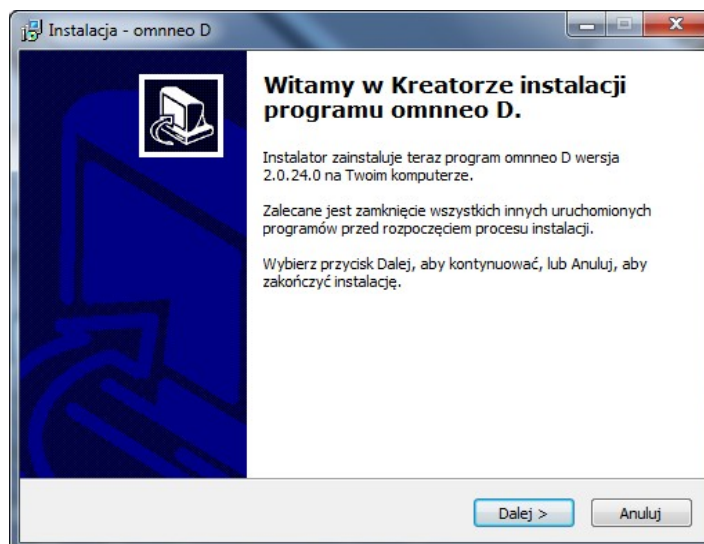 Instalacja - omnneo D
Witamy w Kreatorze instalacji
programu omnneo D.
Instalator zainstaluje teraz program omnneo D wersja
2.0.24.0 na Twoim komputerze.
Zalecane jest zamknięcie wszystkich innych uruchomionych
programów przed rozpoczęciem procesu instalacji.
Wybierz przycisk Dalej, aby kontynuować, lub Anuluj, aby
zakończyć instalację.
Dalej >
Anuluj